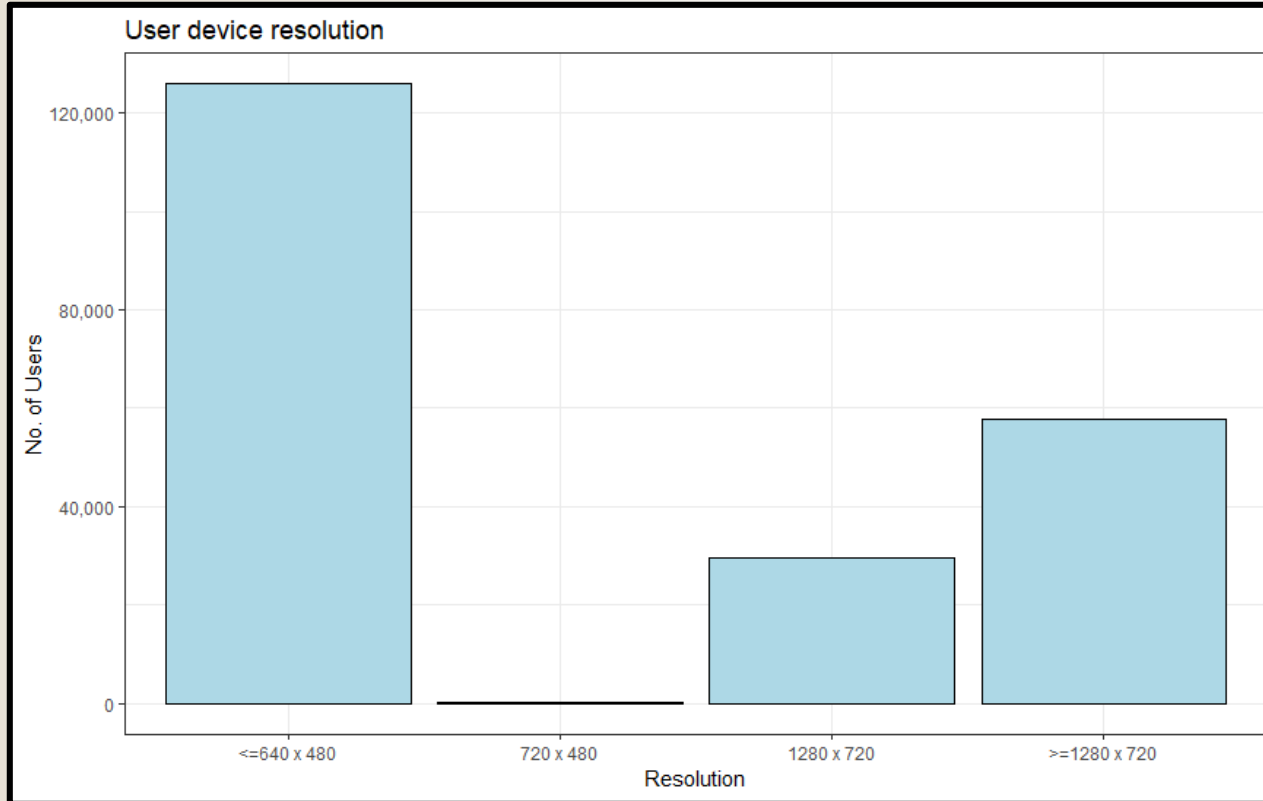 User device resolution
120,000
80,000
40,000
0
No. of Users
<=640 x 480
720 x 480
1280 x 720
>=1280 x 720
Resolution